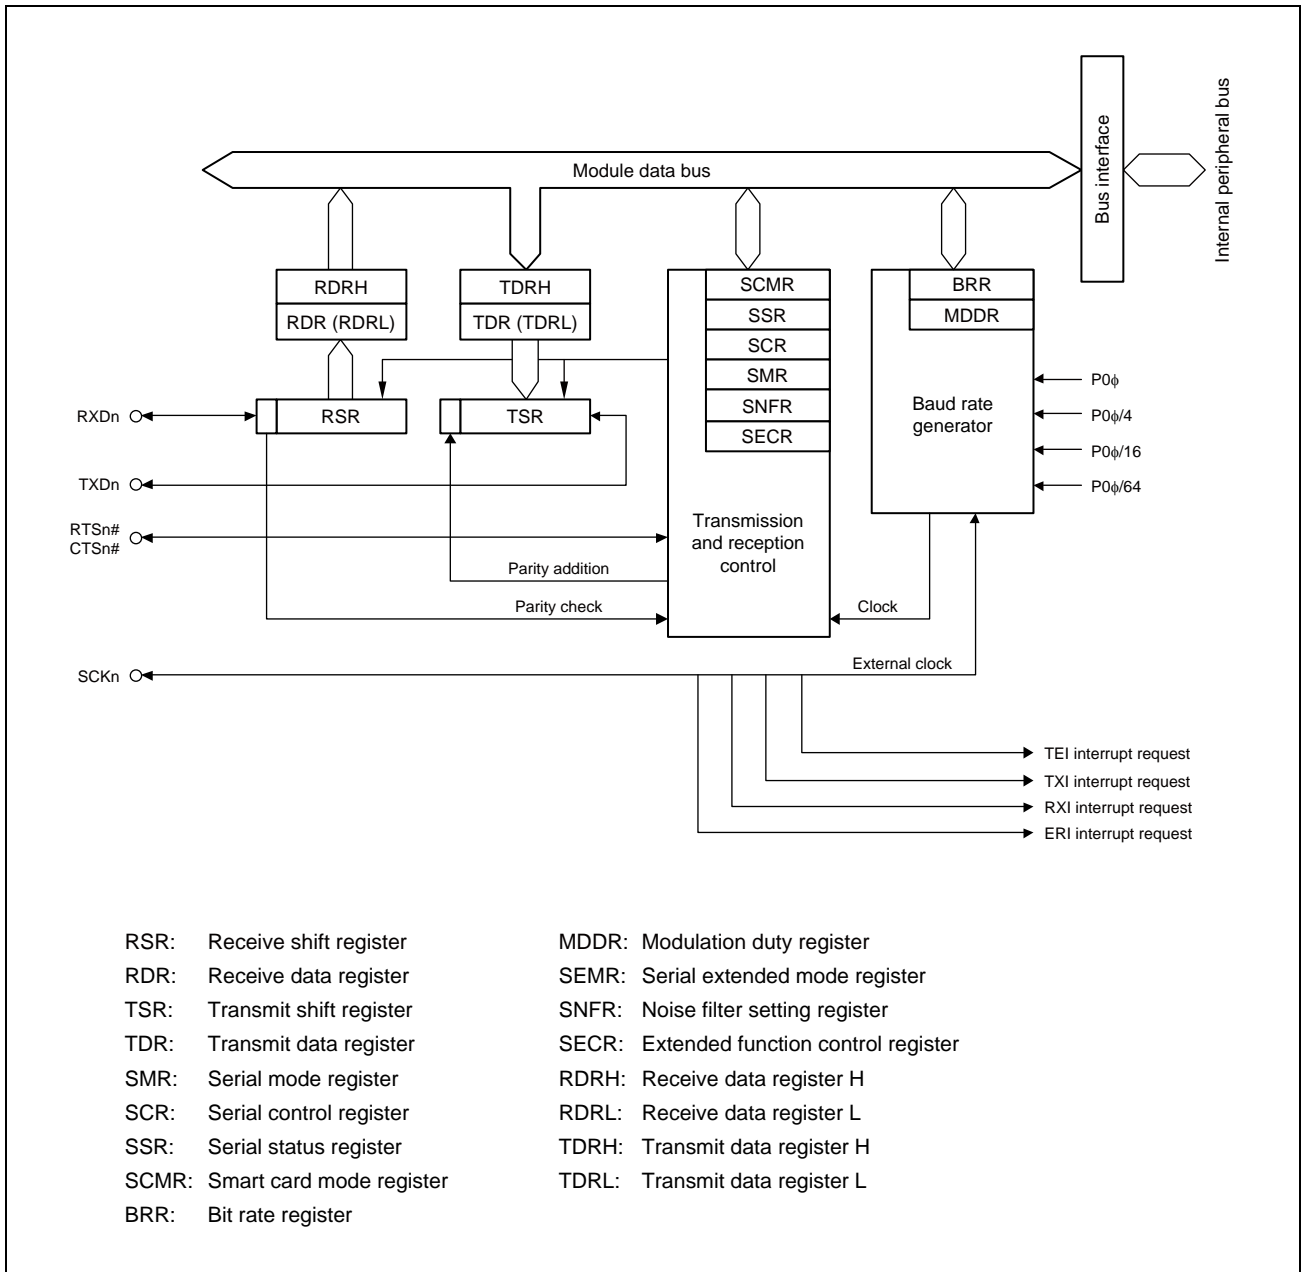 Module data bus
Bus interface
Internal peripheral bus
RDRH
RDR (RDRL)
TDRH
TDR (TDRL)
SCMR
SSR
SCR
SMR
SNFR
SECR
BRR
MDDR
RSR
TSR
Baud rate
generator
P0ϕ
P0ϕ/4
P0ϕ/16
P0ϕ/64
RXDn
TXDn
RTSn#
CTSn#
Transmission
and reception
control
Parity addition
Parity check
Clock
SCKn
External clock
TEI interrupt request
TXI interrupt request
RXI interrupt request
ERI interrupt request
RSR: Receive shift register
RDR: Receive data register
TSR: Transmit shift register
TDR: Transmit data register
SMR: Serial mode register
SCR: Serial control register
SSR: Serial status register
SCMR: Smart card mode register
BRR: Bit rate register
MDDR: Modulation duty register
SEMR: Serial extended mode register
SNFR: Noise filter setting register
SECR: Extended function control register
RDRH: Receive data register H
RDRL: Receive data register L
TDRH: Transmit data register H
TDRL: Transmit data register L